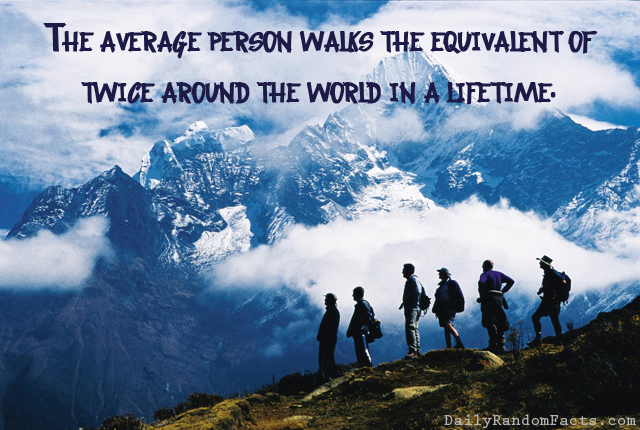 The average person walks the equivalent of
twice around the world in a lifetime.
DailyRandomFacts.com